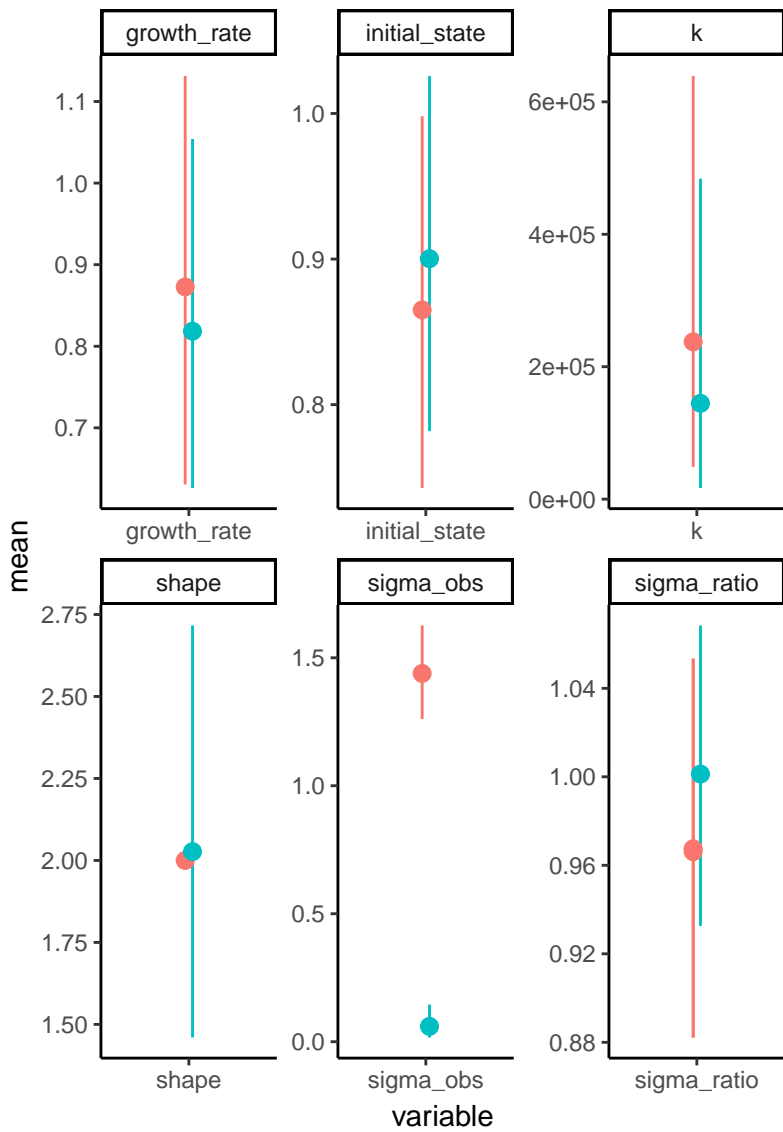 growth_rate
initial_state
k
1.1
1.0
0.9
0.8
0.7
1.0
0.9
0.8
6e+05
4e+05
2e+05
0e+00
growth_rate
initial_state
k
mean
shape
sigma_obs
sigma_ratio
2.75
2.50
2.25
2.00
1.75
1.50
1.5
1.0
0.5
0.0
1.04
1.00
0.96
0.92
0.88
shape
sigma_obs
sigma_ratio
variable